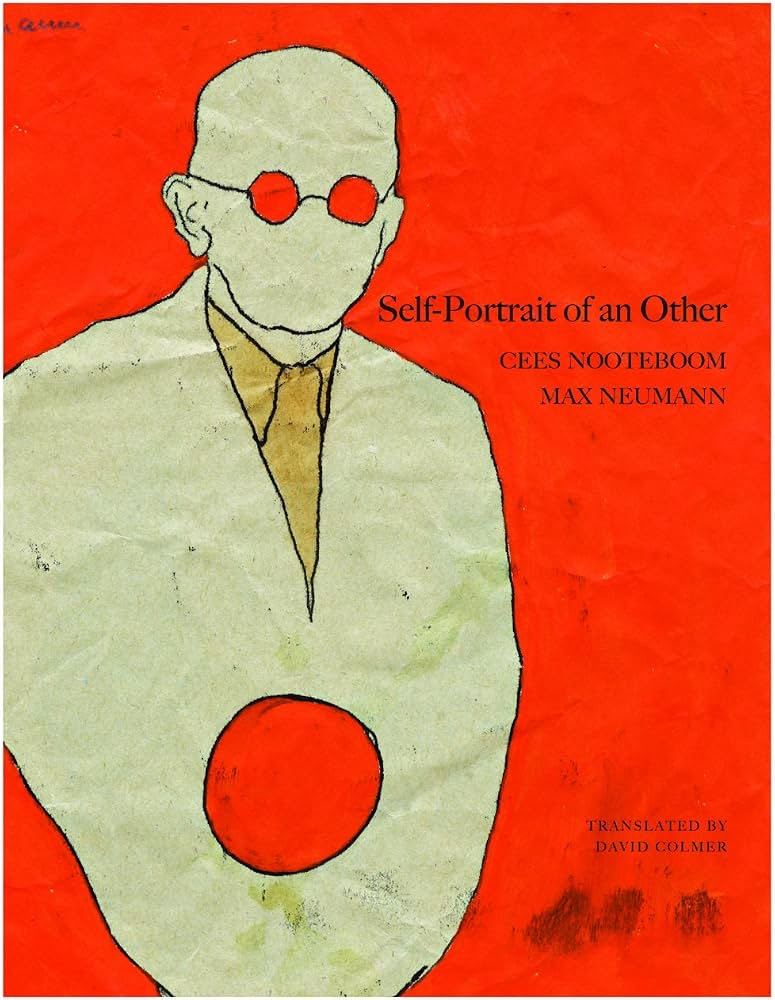 Self-Portrait of an Other
CEES NOOTEBOOM
MAX NEUMANN
TRANSLATED BY
DAVID COLMER